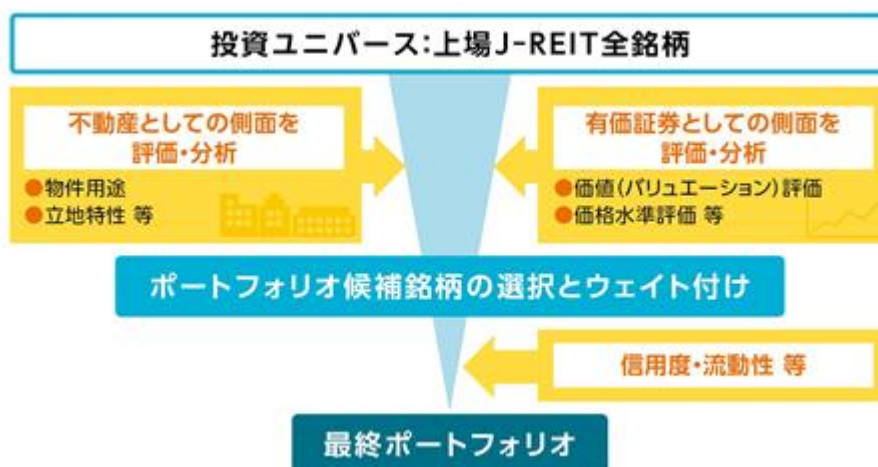 投資ユニバース:上場J-REIT全銘柄
不動産としての側面を
評価・分析
●物件用途
●立地特性 等
有価証券としての側面を
評価・分析
●価値(バリュエーション)評価
●価格水準評価 等
ポートフォリオ候補銘柄の選択とウェイト付け
信用度・流動性 等
最終ポートフォリオ